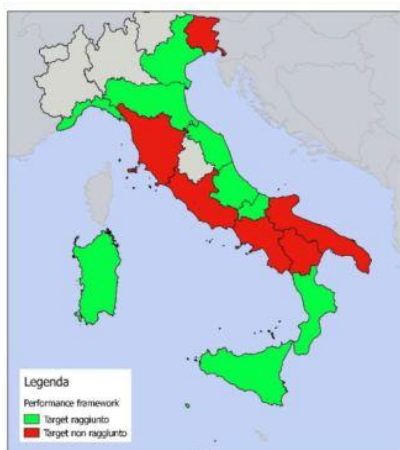 Legenda
Performance framework
Target raggiunto
Target non raggiunto